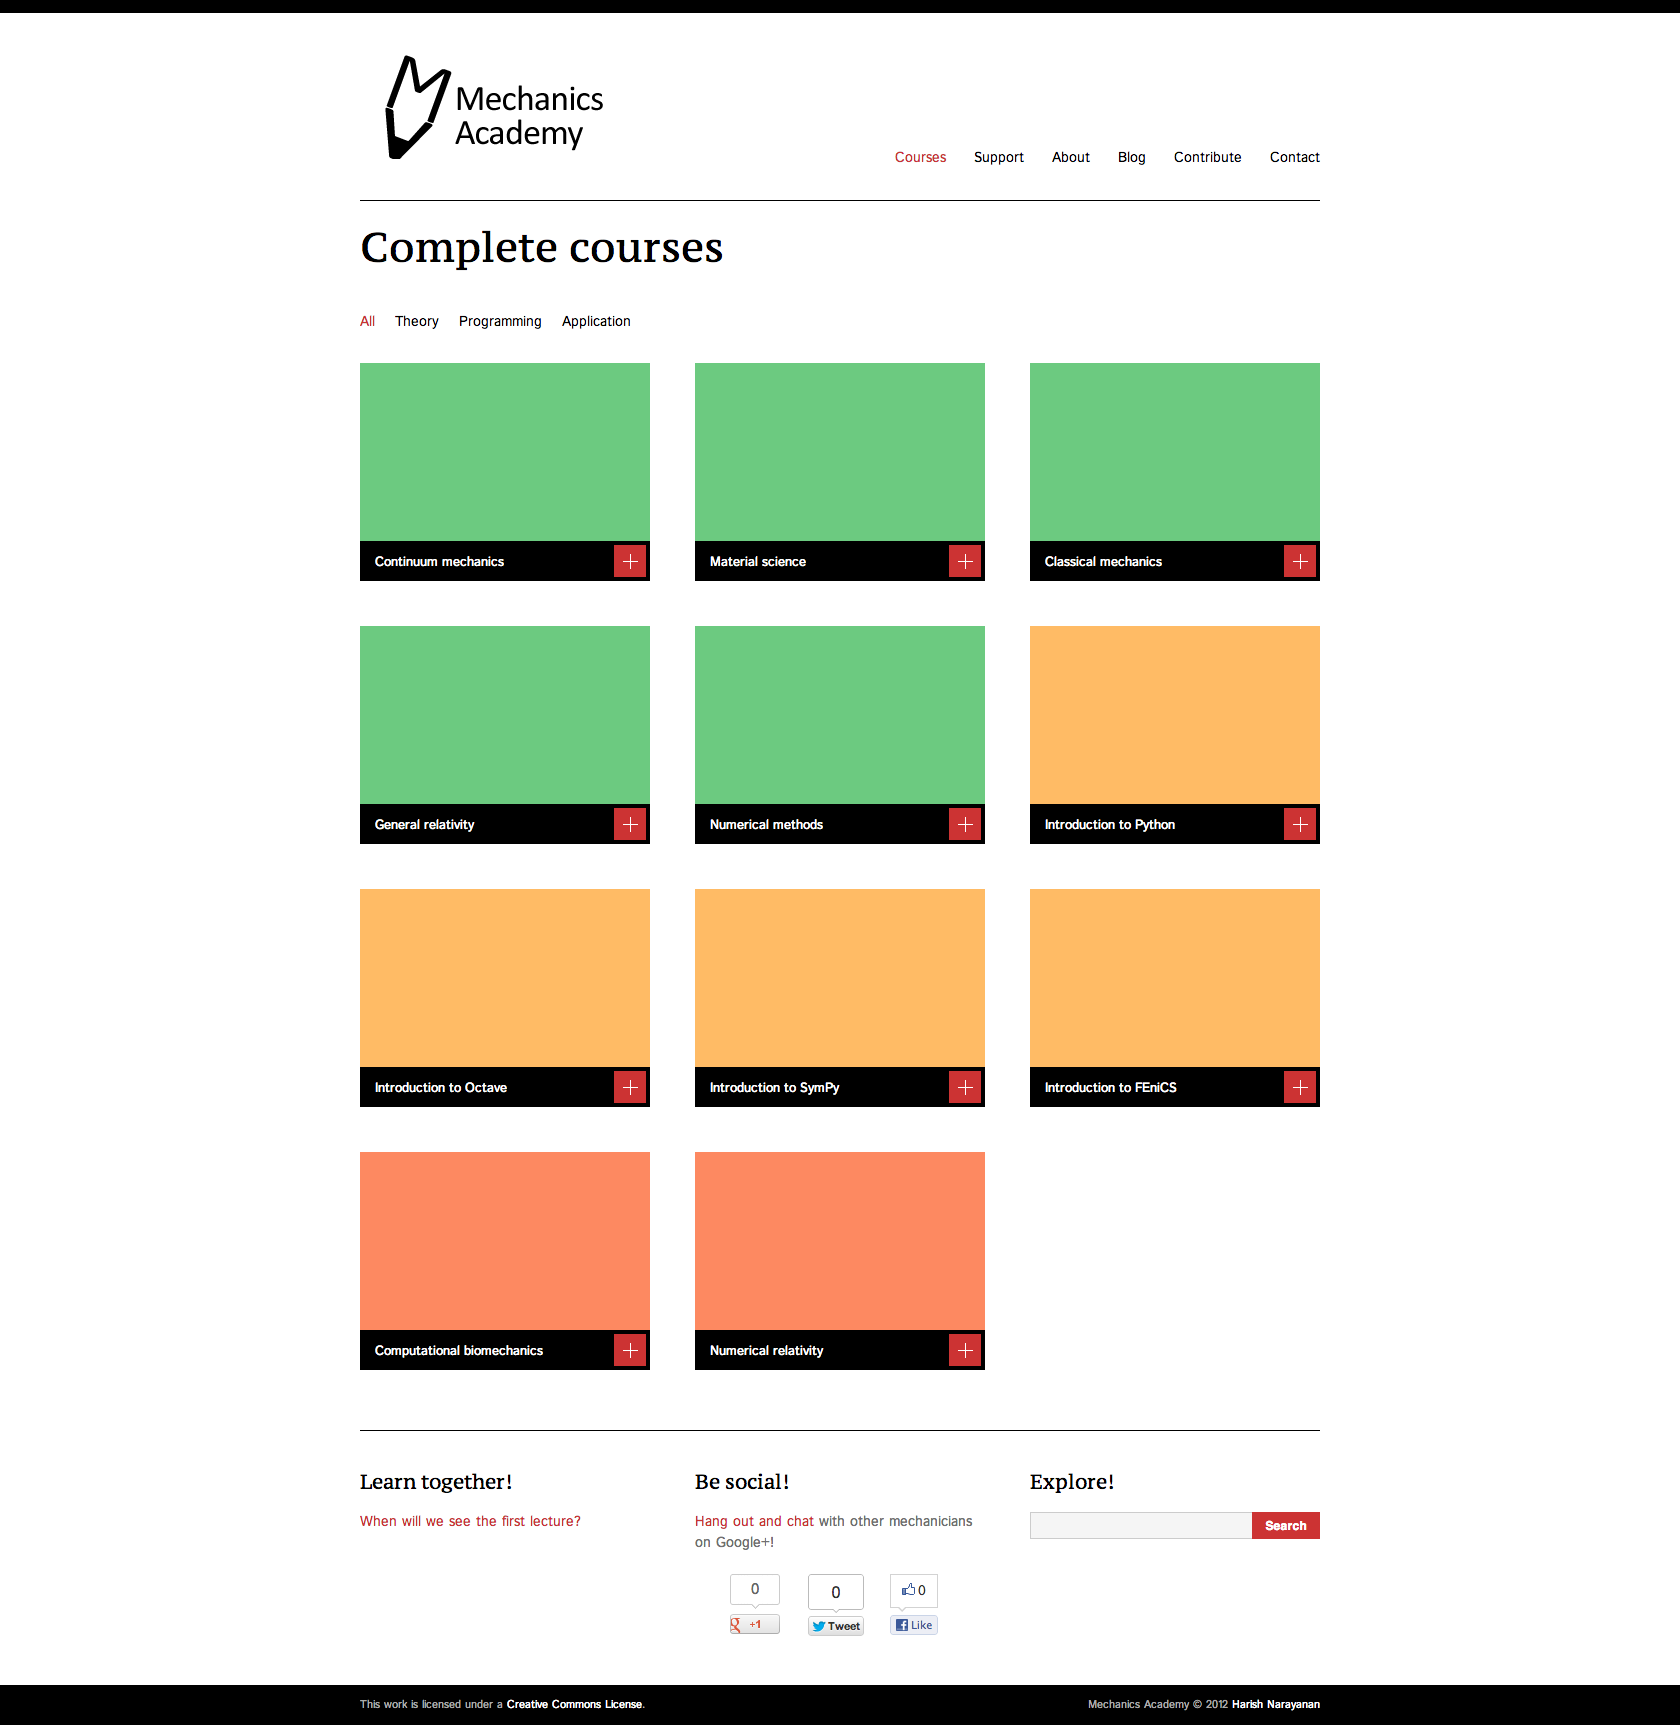 Mechanics
Academy
Courses Support About Blog Contribute Contact
Complete courses
All Theory Programming Application
Continuum mechanics
Material science
Classical mechanics
General relativity
Numerical methods
Introduction to Python
Introduction to Octave
Introduction to SymPy
Introduction to FEniCS
Computational biomechanics
Numerical relativity
Learn together!
When will we see the first lecture?
Be social!
Hang out and chat with other mechanicians
on Google+!
0
+1
0
Tweet
0
Like
Explore!
Search
This work is licensed under a Creative Commons License.
Mechanics Academy © 2012 Harish Narayanan